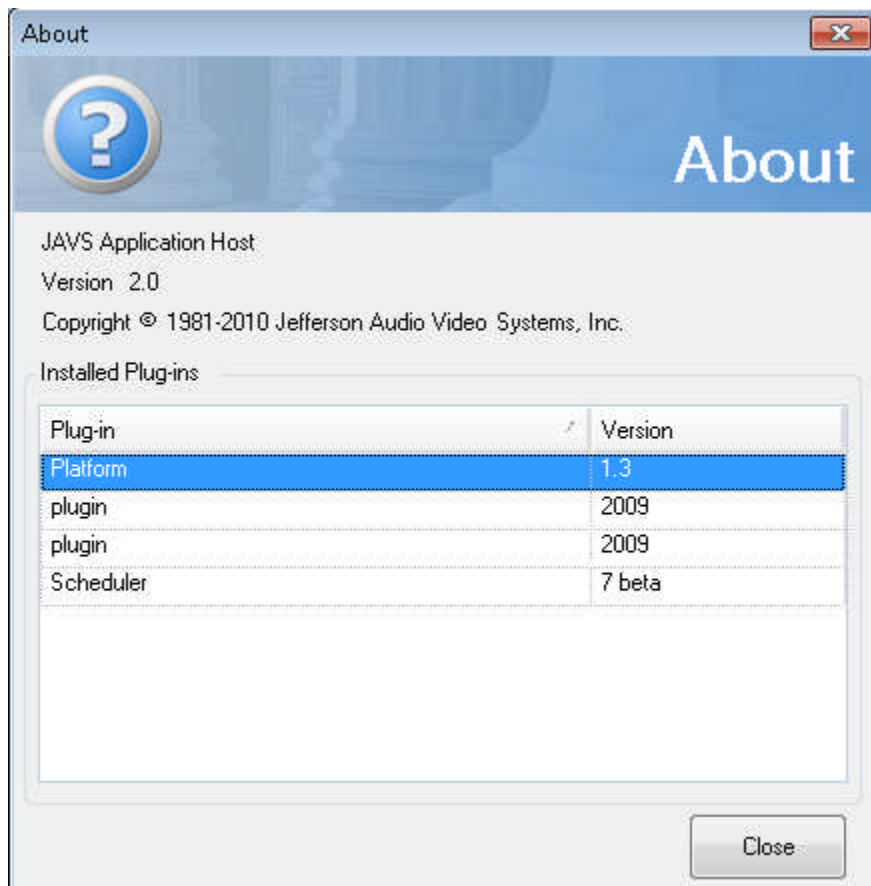 About
About
JAVS Application Host
Version 2.0
Copyright © 1981-2010 Jefferson Audio Video Systems, Inc.
Installed Plug-ins
Plug-in Version
Platform 1.3
plugin 2009
plugin 2009
Scheduler 7 beta
Close